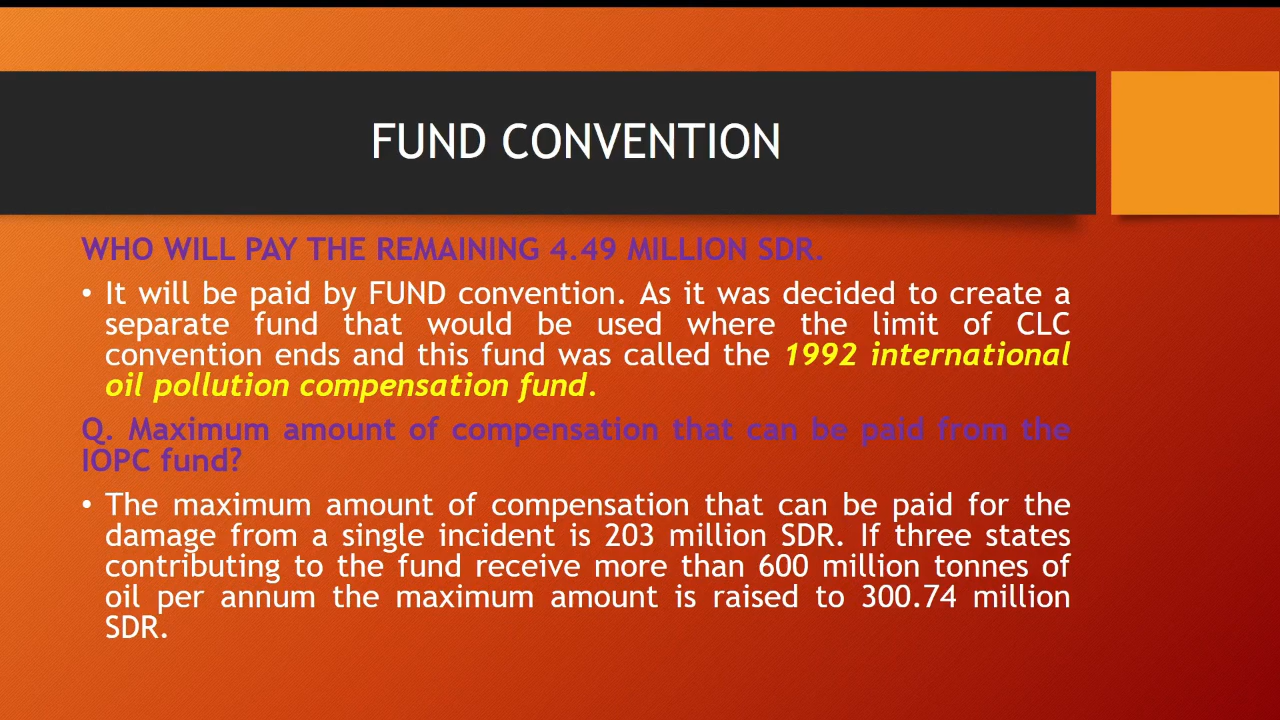 FUND CONVENTION
WHO WILL PAY THE REMAINING 4.49 MILLION SDR.
• It will be paid by FUND convention. As it was decided to create a
separate fund that would be used where the limit of CLC
convention ends and this fund was called the 1992 international
oil pollution compensation fund.
Q. Maximum amount of compensation that can be paid from the
IOPC fund?
• The maximum amount of compensation that can be paid for the
damage from a single incident is 203 million SDR. If three states
contributing to the fund receive more than 600 million tonnes of
oil per annum the maximum amount is raised to 300.74 million
SDR.